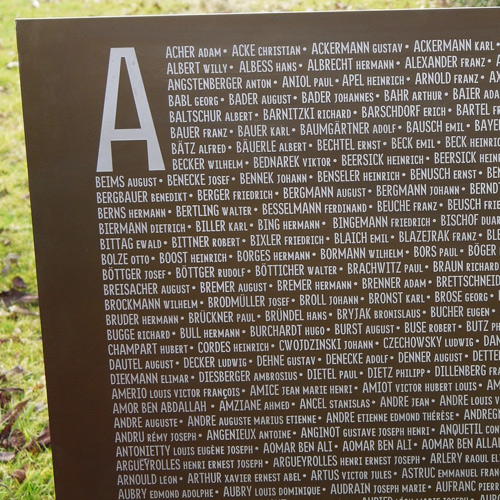 A
ACHER ADAM • ACKE CHRISTIAN • ACKERMANN GUSTAV • ACKERMANN KARL •
ALBERT WILLY • ALBESS HANS • ALBRECHT HERMANN • ALEXANDER FRANZ •
ANGSTENBERGER ANTON • ANIOL PAUL • APEL HEINRICH • ARNOLD FRANZ •
BABL GEORG • BADER AUGUST • BADER JOHANNES • BAHR ARTHUR • BAIER
BALTSCHUR ALBERT • BARNITZKI RICHARD • BARSCHDORF ERICH • BARTEL
BAUER FRANZ • BAUER KARL • BAUMGÄRTNER ADOLF • BAUSCH EMIL •
BÄTZ ALFRED • BÄUERLE ALBERT • BECHTEL ERNST • BECK EMIL • BECK
BECKER WILHELM • BEDNAREK VIKTOR • BEERSICK HEINRICH • BEERSICK
BEIMS AUGUST • BENECKE JOSEF • BENNEK JOHANN • BENSELER HEINRICH • BENUSCH ERNST •
BERGBAUER BENEDIKT • BERGER FRIEDRICH • BERGMANN AUGUST • BERGMANN JOHANN •
BERNS HERMANN • BERTLING WALTER • BESSELMANN FERDINAND • BEUCHE FRANZ • BEUSCH
BIERMANN DIETRICH • BILLER KARL • BING HERMANN • BINGEMANN FRIEDRICH • BISCHOF
BITTAG EWALD • BITTNER ROBERT • BIXLER FRIEDRICH • BLAICH EMIL • BLAZEJRAK FRANZ •
BOLZE OTTO • BOOST HEINRICH • BORGES HERMANN • BORMANN WILHELM • BORS PAUL • BÖGER
BÖTTGER JOSEF • BÖTTGER RUDOLF • BÖTTICHER WALTER • BRACHWITZ PAUL • BRAUN RICHARD
BREISACHER AUGUST • BREMER AUGUST • BREMER HERMANN • BRENNER ADAM • BRETTSCHNEID
BROCKMANN WILHELM • BRODMÜLLER JOSEF • BROLL JOHANN • BRONST KARL • BROSE GEORG •
BRUDER HERMANN • BRÜCKNER PAUL • BRÜNDEL HANS • BRYJAK BRONISLAUS • BUCHER EUGEN •
BUGGE RICHARD • BULL HERMANN • BURCHARDT HUGO • BURST AUGUST • BUSE ROBERT • BUTZ
CHAMPART HUBERT • CORDES HEINRICH • CWOJDZINSKI JOHANN • CZECHOWSKY LUDWIG •
DAUTEL AUGUST • DECKER LUDWIG • DEHNE GUSTAV • DENECKE ADOLF • DENNER AUGUST •
DIEKMANN ELIMAR • DIESBERGER AMBROSIUS • DIETEL PAUL • DIETZ PHILIPP • DILLENBERG
AMERIO LOUIS VICTOR FRANÇOIS • AMICE JEAN MARIE HENRI • AMIOT VICTOR HUBERT LOUIS •
AMOR BEN ABDALLAH • AMZIANE AHMED • ANCEL STANISLAS • ANDRE JEAN • ANDRE LOUIS
ANDRE AUGUSTE • ANDRE AUGUSTE MARIUS ETIENNE • ANDRE ETIENNE EDMOND THÉRÈSE •
ANDRU RÉMY JOSEPH • ANGENIEUX ANTOINE • ANGINOT GUSTAVE JOSEPH HENRI • ANQUETIL
ANTONIETTY LOUIS EUGÈNE JOSEPH • AOMAR BEN ALI • AOMAR BEN ALI • AOMAR BEN
ARGUEYROLLES HENRI ERNEST JOSEPH • ARGUEYROLLES HENRI ERNEST JOSEPH • ARLERY RAOUL
ARNOULD LEON • ARTHUR XAVIER ERNEST ABEL • ARTUS VICTOR JULES • ASTRUC EMMANUEL
AUBRY EDMOND ADOLPHE • AUBRY LOUIS DOMINIQUE • AUDRAIN JOSEPH MARIE • AUFRANC